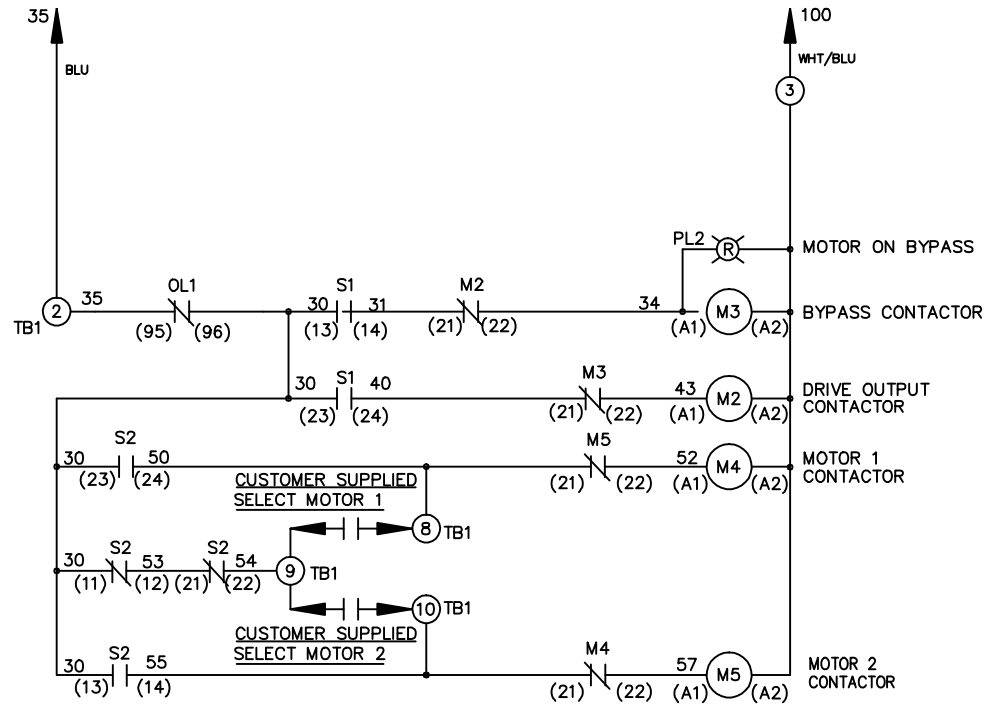 35 100
BLU WHT/BLU
3
PL2 R MOTOR ON BYPASS
2 35 OL1 30 S1 31 M2 34 M3 BYPASS CONTACTOR
TB1 (95) (96) (13) (14) (21) (22) (A1) (A2)
30 S1 40 M3 43 M2 DRIVE OUTPUT
(23) (24) (21) (22) (A1) (A2) CONTACTOR
30 S2 50 M5 52 M4 MOTOR 1
(23) (24) (21) (22) (A1) (A2) CONTACTOR
CUSTOMER SUPPLIED
SELECT MOTOR 1
8 TB1
30 S2 53 S2 54 9 TB1
(11) (12) (21) (22)
10 TB1
CUSTOMER SUPPLIED
SELECT MOTOR 2
30 S2 55 M4 57 M5 MOTOR 2
(13) (14) (21) (22) (A1) (A2) CONTACTOR